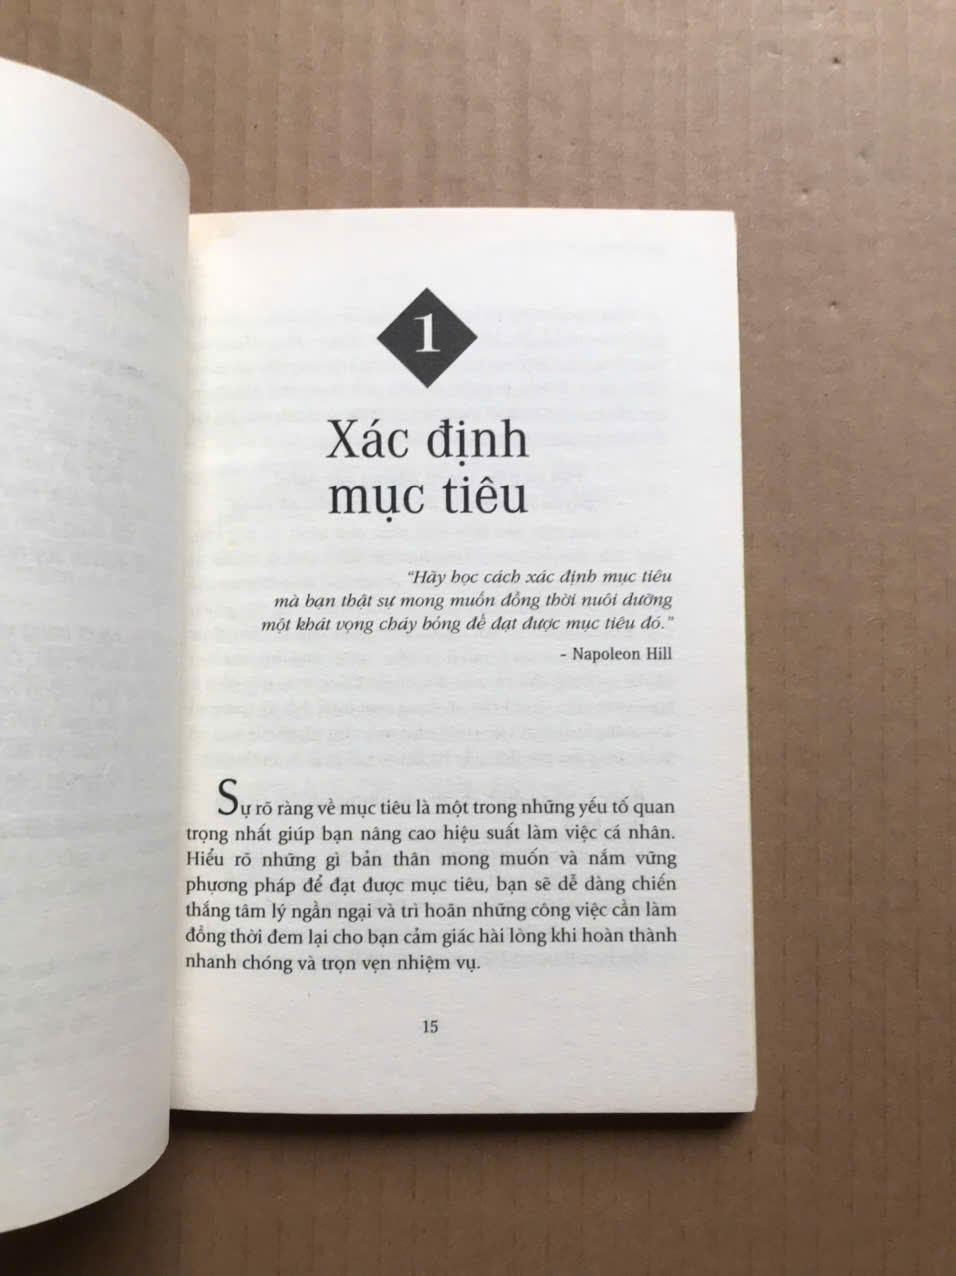 1
Xác định
mục tiêu
“Hãy học cách xác định mục tiêu
mà bạn thật sự mong muốn đồng thời nuôi dưỡng
một khát vọng cháy bỏng để đạt được mục tiêu đó.”
- Napoleon Hill
Sự rõ ràng về mục tiêu là một trong những yếu tố quan
trọng nhất giúp bạn nâng cao hiệu suất làm việc cá nhân.
Hiểu rõ những gì bản thân mong muốn và nắm vững
phương pháp để đạt được mục tiêu, bạn sẽ dễ dàng chiến
thắng tâm lý ngần ngại và trì hoãn những công việc cần làm
đồng thời đem lại cho bạn cảm giác hài lòng khi hoàn thành
nhanh chóng và trọn vẹn nhiệm vụ.
15